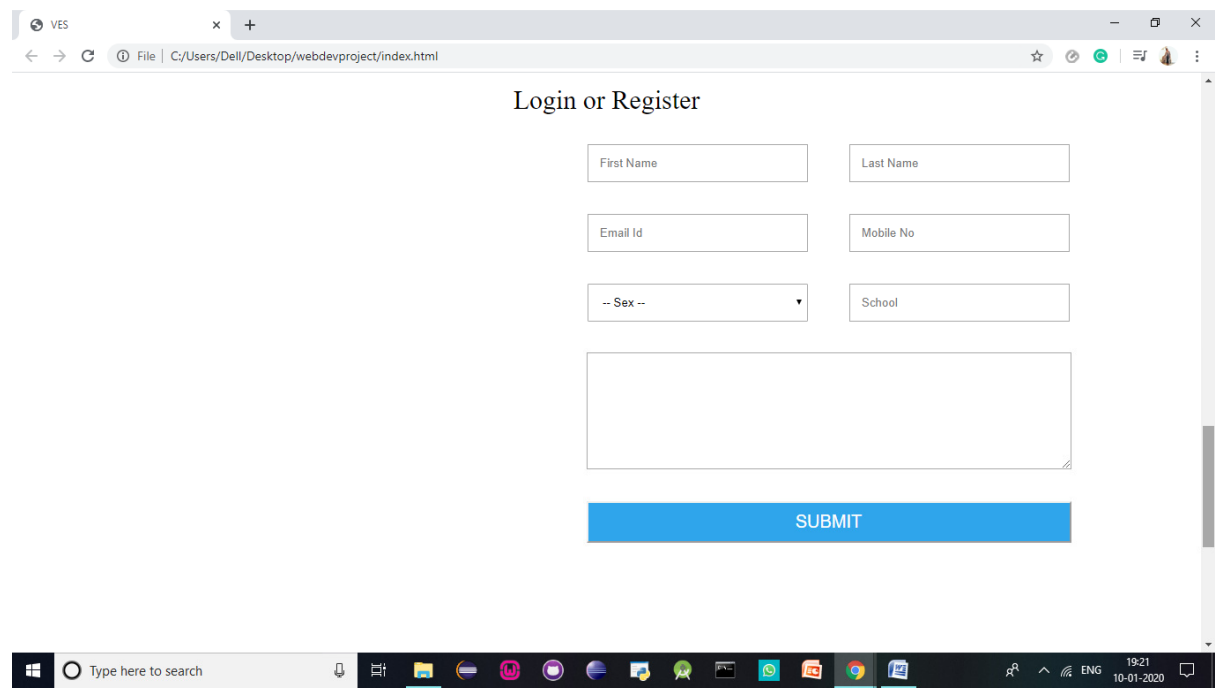 VES
File C:/Users/Dell/Desktop/webdevproject/index.html
Login or Register
First Name Last Name
Email Id Mobile No
-- Sex -- School
SUBMIT
Type here to search
ENG 19:21
10-01-2020